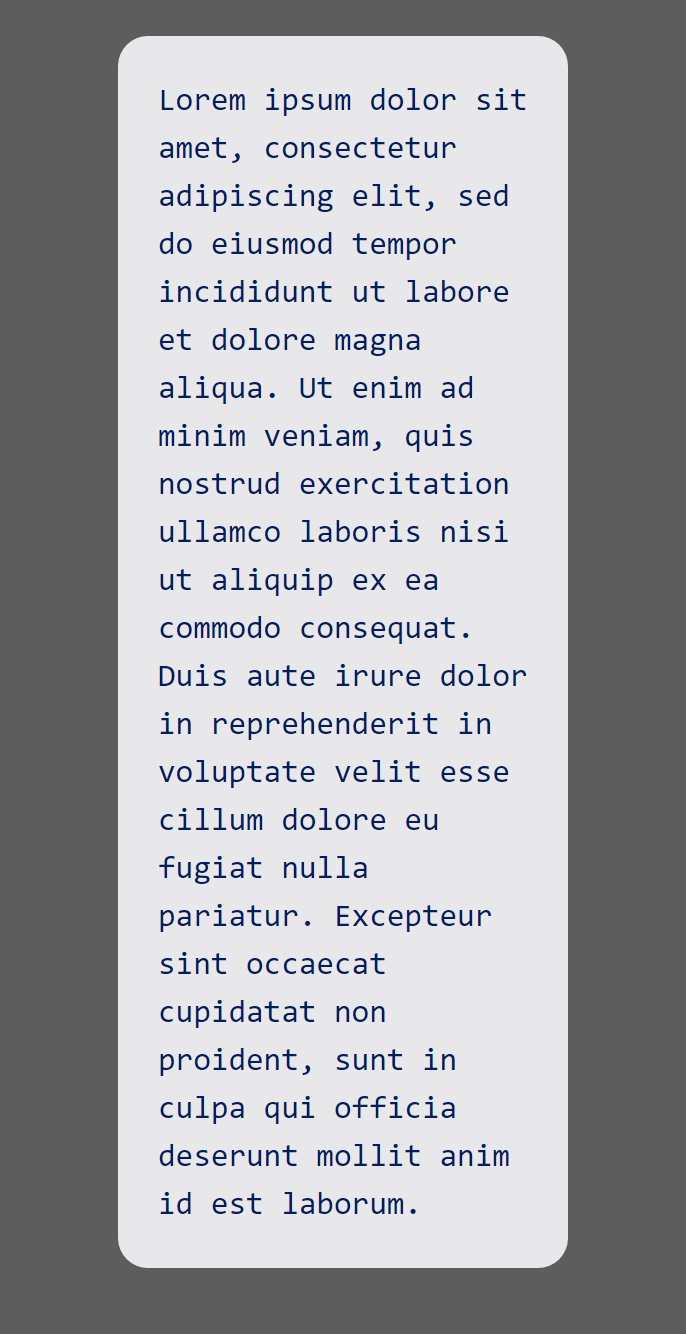 Lorem ipsum dolor sit
amet, consectetur
adipiscing elit, sed
do eiusmod tempor
incididunt ut labore
et dolore magna
aliqua. Ut enim ad
minim veniam, quis
nostrud exercitation
ullamco laboris nisi
ut aliquip ex ea
commodo consequat.
Duis aute irure dolor
in reprehenderit in
voluptate velit esse
cillum dolore eu
fugiat nulla
pariatur. Excepteur
sint occaecat
cupidatat non
proident, sunt in
culpa qui officia
deserunt mollit anim
id est laborum.